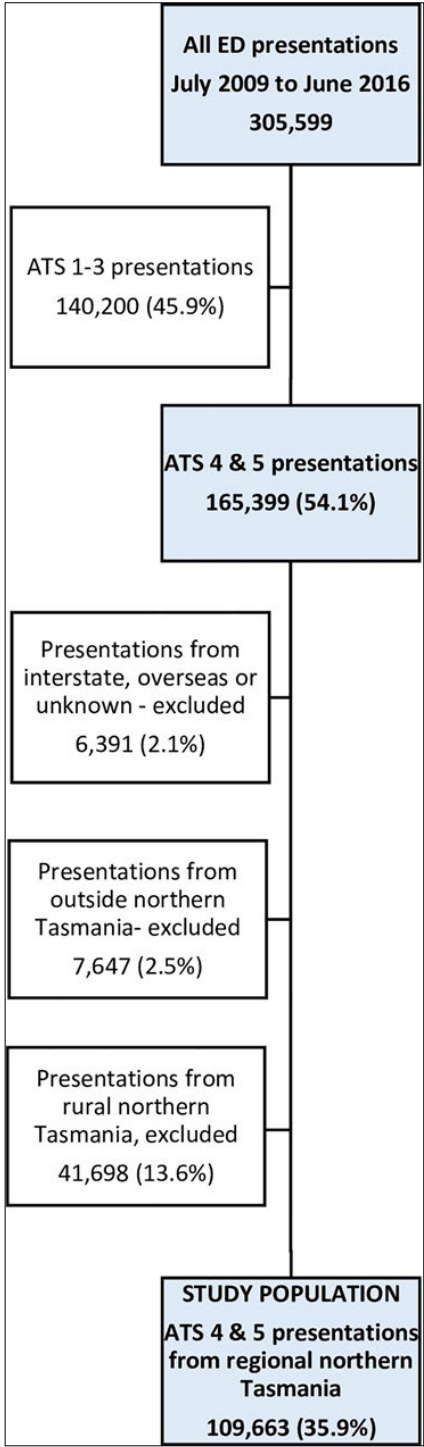 All ED presentations
July 2009 to June 2016
305,599
ATS 1-3 presentations
140,200 (45.9%)
ATS 4 & 5 presentations
165,399 (54.1%)
Presentations from
interstate, overseas or
unknown - excluded
6,391 (2.1%)
Presentations from
outside northern
Tasmania- excluded
7,647 (2.5%)
Presentations from
rural northern
Tasmania, excluded
41,698 (13.6%)
STUDY POPULATION
ATS 4 & 5 presentations
from regional northern
Tasmania
109,663 (35.9%)